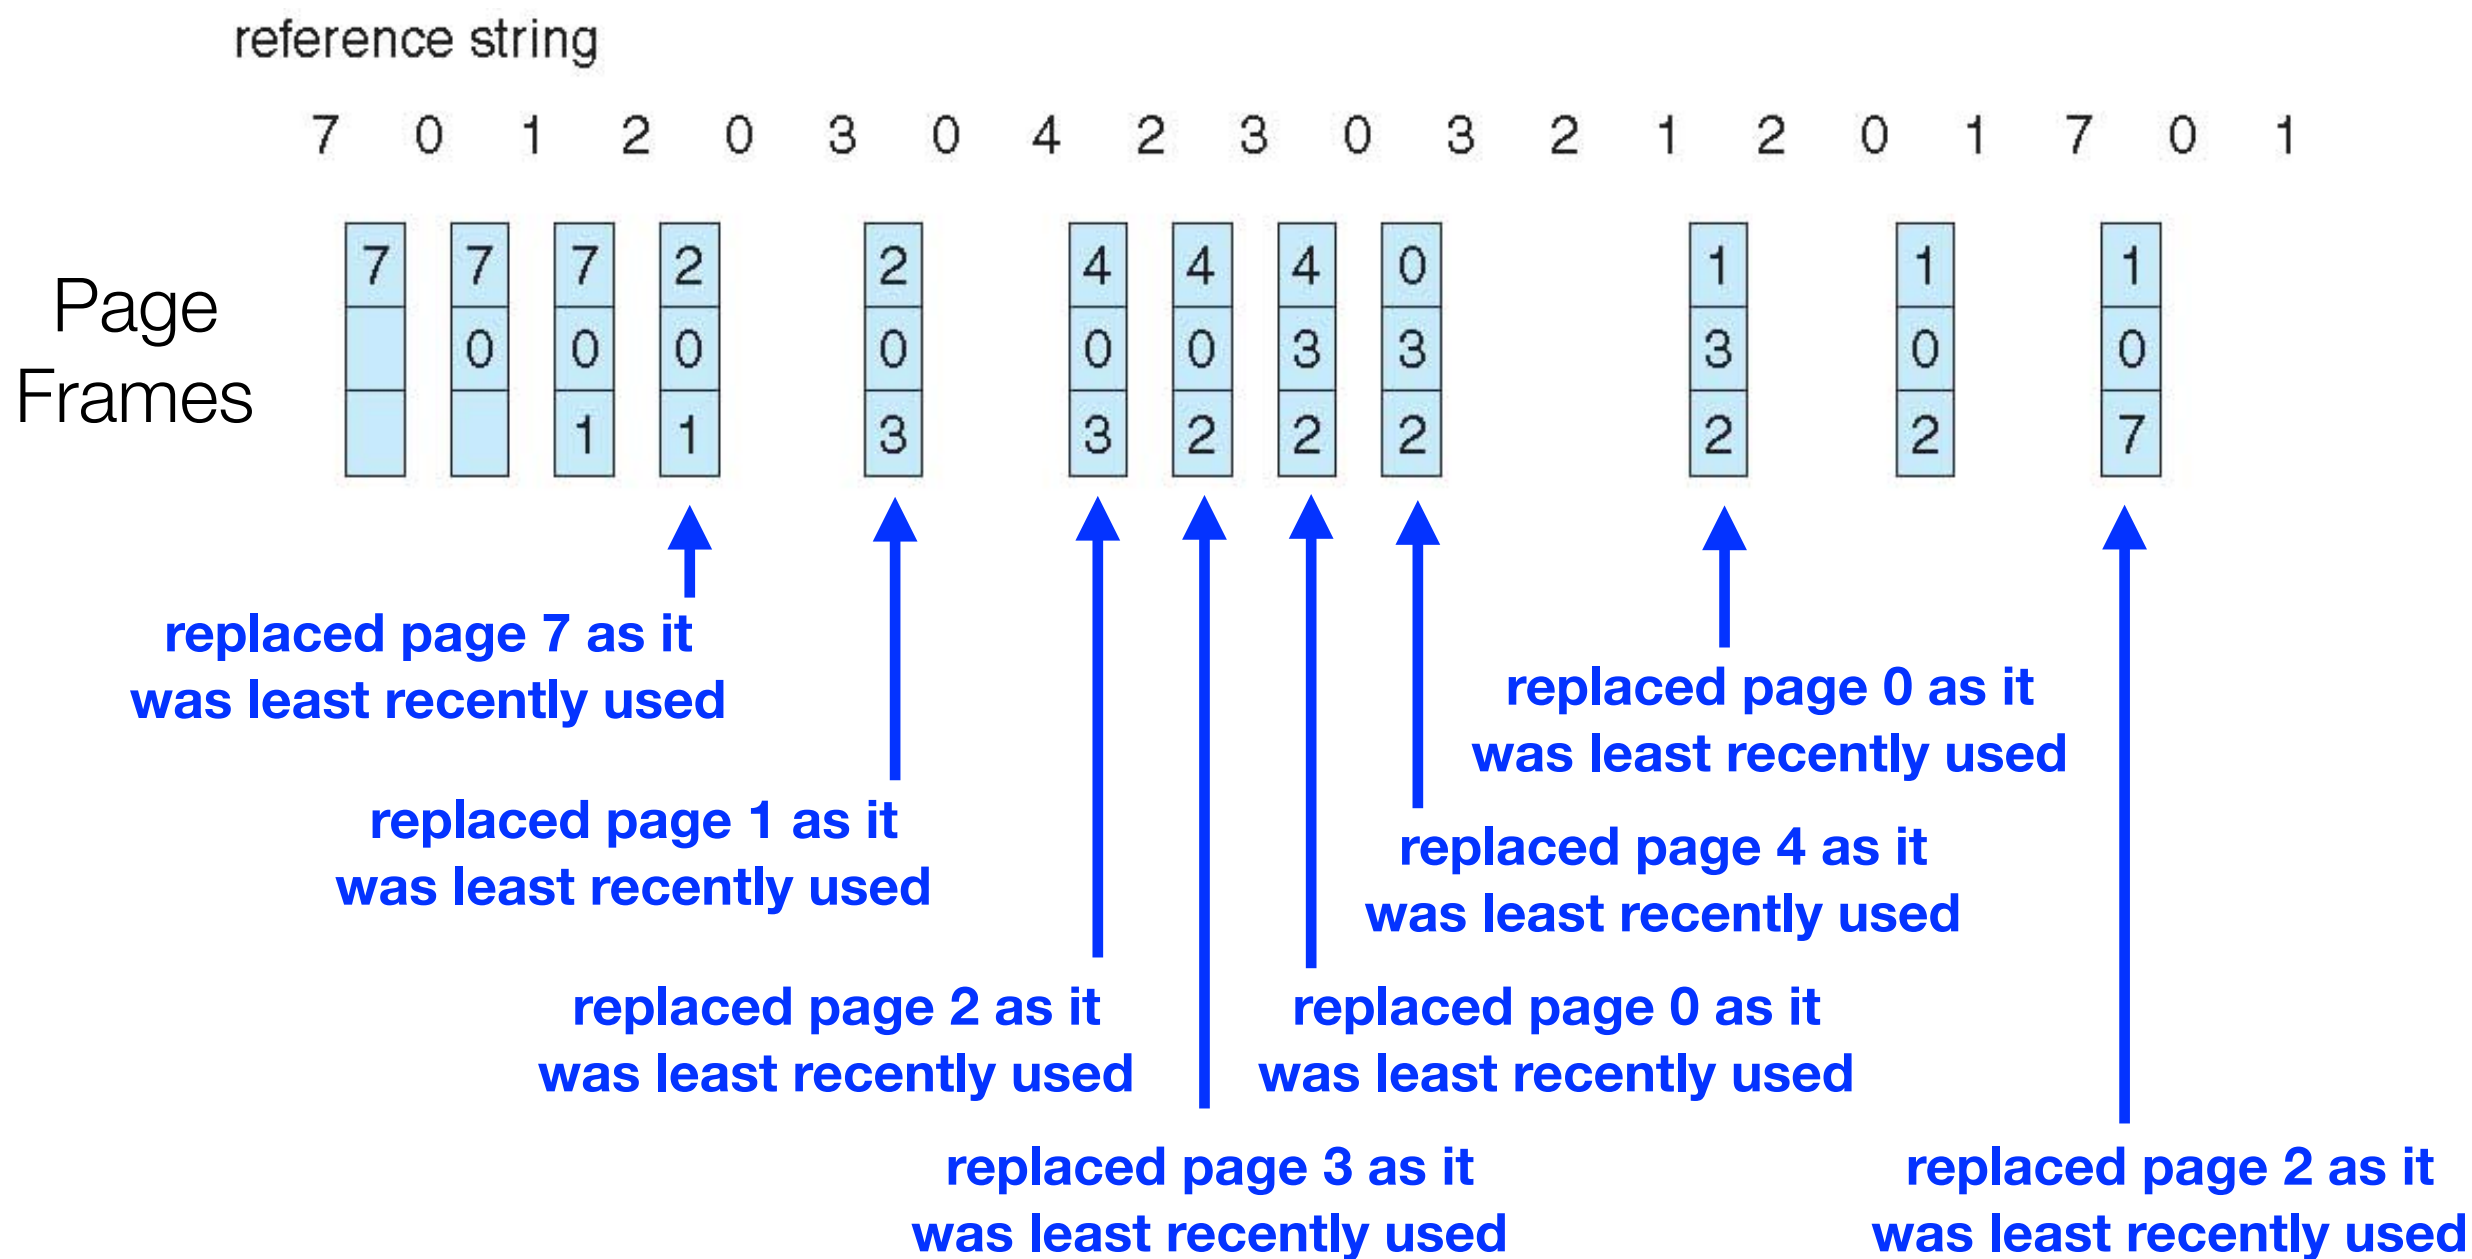 reference string
7 0 1 2 0 3 0 4 2 3 0 3 2 1 2 0 1 7 0 1
7 7 7 2 2 4 4 4 0 1 1 1
Page
0 0 0 0 0 0 3 3 3 0 0
Frames
1 1 3 3 2 2 2 2 2 7
replaced page 7 as it
was least recently used
replaced page 1 as it
was least recently used
replaced page 2 as it
was least recently used
replaced page 3 as it
was least recently used
replaced page 0 as it
was least recently used
replaced page 4 as it
was least recently used
replaced page 0 as it
was least recently used
replaced page 2 as it
was least recently used